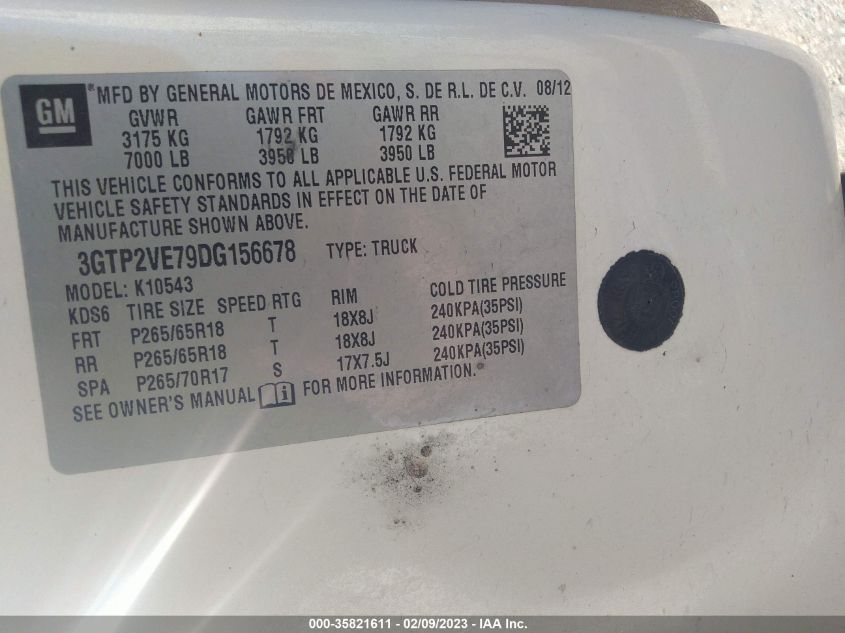 GM
*MFD BY GENERAL MOTORS DE MEXICO, S. DE R.L. DE C.V. 08/12
GVWR GAWR FRT GAWR RR
3175 KG 1792 KG 1792 KG
7000 LB 3950 LB 3950 LB
THIS VEHICLE CONFORMS TO ALL APPLICABLE U.S. FEDERAL MOTOR
VEHICLE SAFETY STANDARDS IN EFFECT ON THE DATE OF
MANUFACTURE SHOWN ABOVE.
3GTP2VE79DG156678 TYPE: TRUCK
MODEL: K10543
KDS6 TIRE SIZE SPEED RTG RIM COLD TIRE PRESSURE
FRT P265/65R18 T 18X8J 240KPA(35PSI)
RR P265/65R18 T 18X8J 240KPA(35PSI)
SPA P265/70R17 S 17X7.5J 240KPA(35PSI)
SEE OWNER'S MANUAL i FOR MORE INFORMATION.
000-35821611 - 02/09/2023 - IAA Inc.